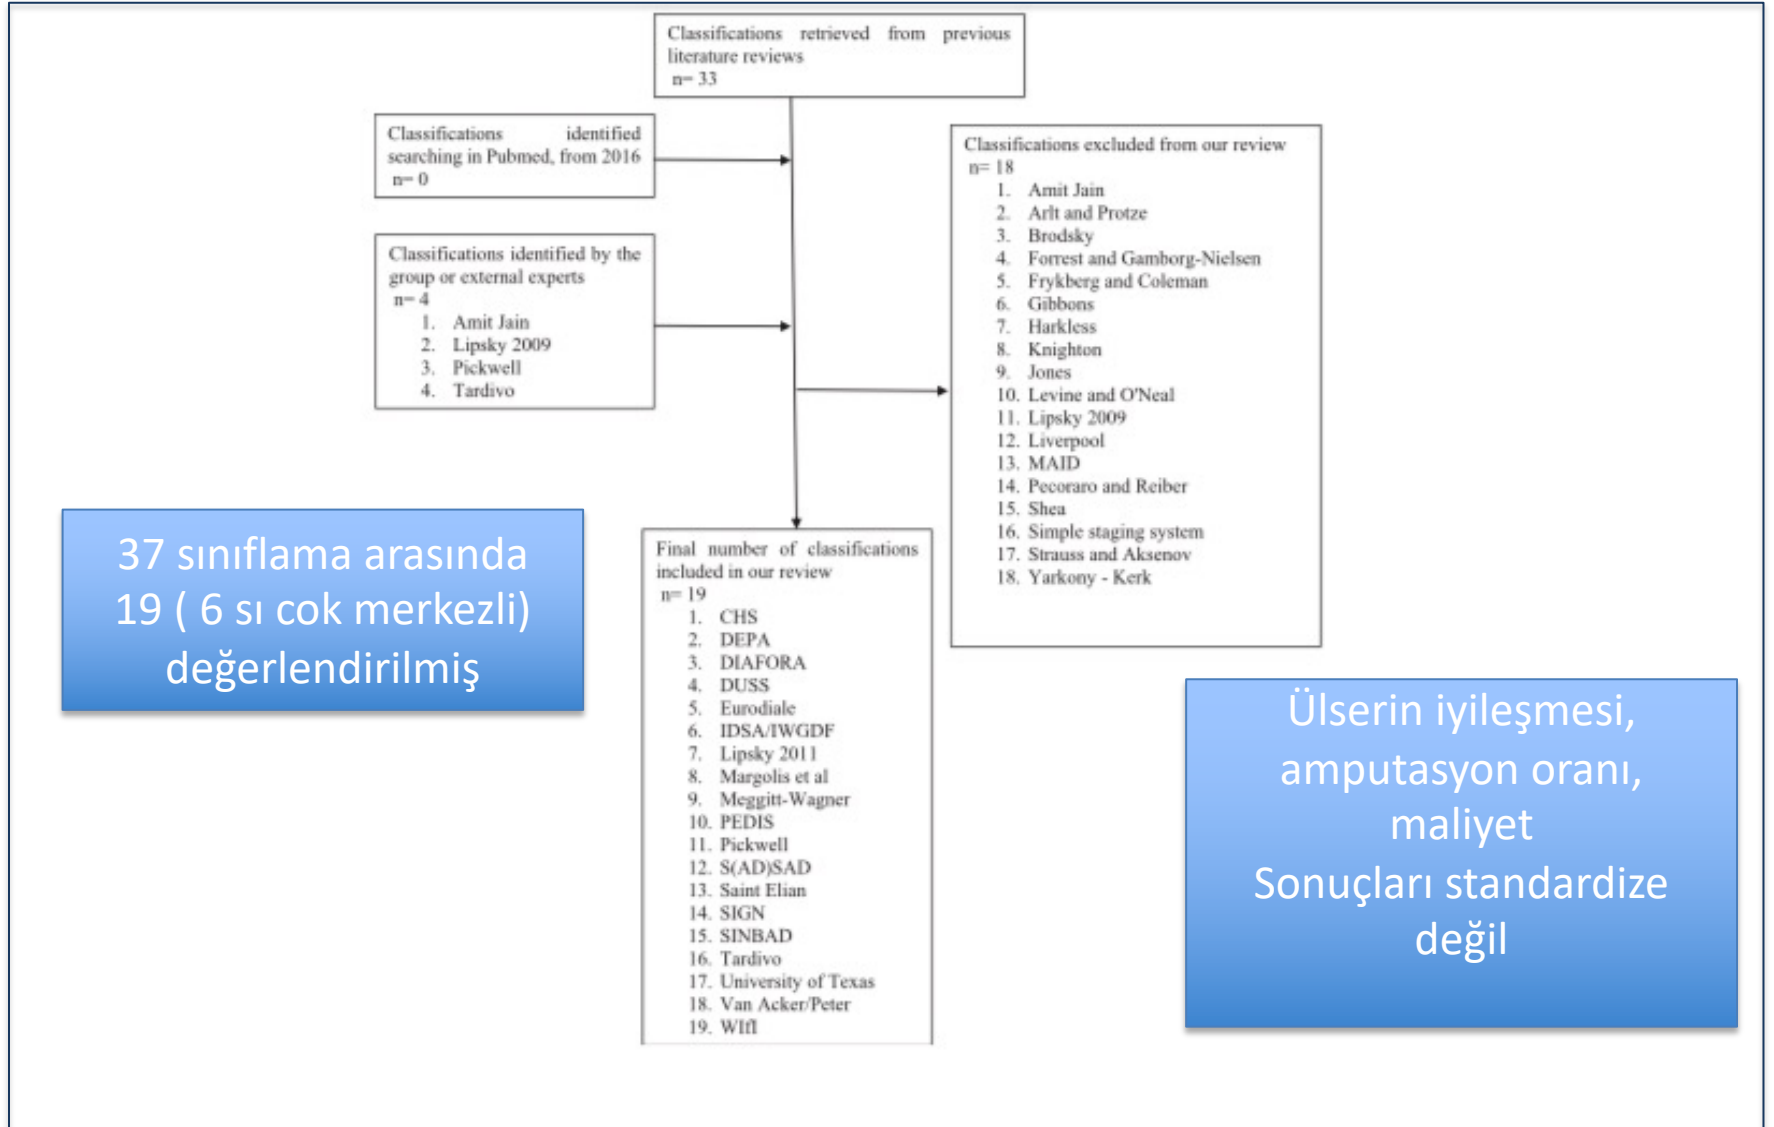 Classifications retrieved from previous
literature reviews
n= 33
Classifications identified
searching in Pubmed, from 2016
n= 0
Classifications identified by the
group or external experts
n= 4
1. Amit Jain
2. Lipsky 2009
3. Pickwell
4. Tardivo
Classifications excluded from our review
n= 18
1. Amit Jain
2. Arlt and Protze
3. Brodsky
4. Forrest and Gamborg-Nielsen
5. Frykberg and Coleman
6. Gibbons
7. Harkless
8. Knighton
9. Jones
10. Levine and O'Neal
11. Lipsky 2009
12. Liverpool
13. MAID
14. Pecoraro and Reiber
15. Shea
16. Simple staging system
17. Strauss and Aksenov
18. Yarkony - Kerk
37 sınıflama arasında
19 ( 6 sı cok merkezli)
değerlendirilmiş
Final number of classifications
included in our review
n= 19
1. CHS
2. DEPA
3. DIAFORA
4. DUSS
5. Eurodiale
6. IDSA/IWGDF
7. Lipsky 2011
8. Margolis et al
9. Meggitt-Wagner
10. PEDIS
11. Pickwell
12. S(AD)SAD
13. Saint Elian
14. SIGN
15. SINBAD
16. Tardivo
17. University of Texas
18. Van Acker/Peter
19. WIfI
Ülserin iyileşmesi,
amputasyon oranı,
maliyet
Sonuçları standardize
değil